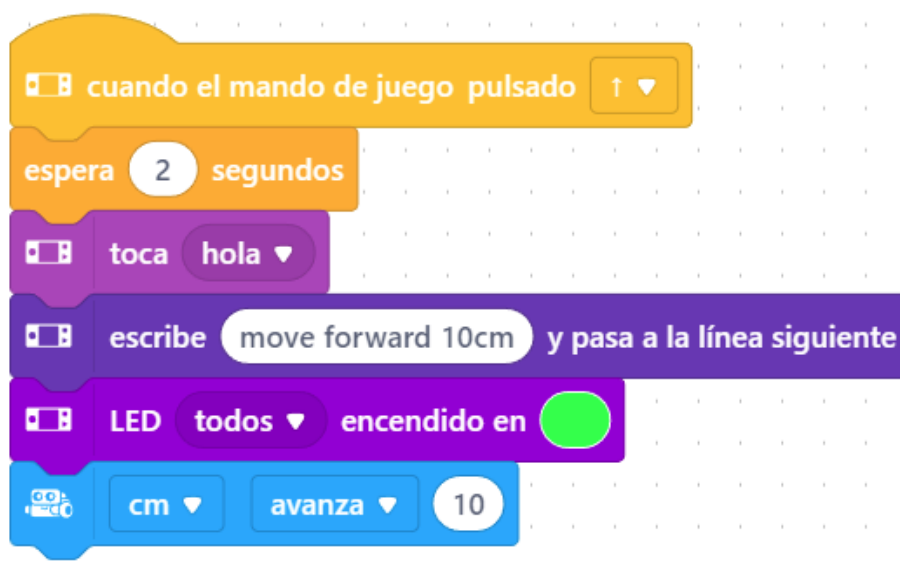 cuando el mando de juego pulsado ↑
espera 2 segundos
toca hola
escribe move forward 10cm y pasa a la línea siguiente
LED todos encendido en
cm avanza 10